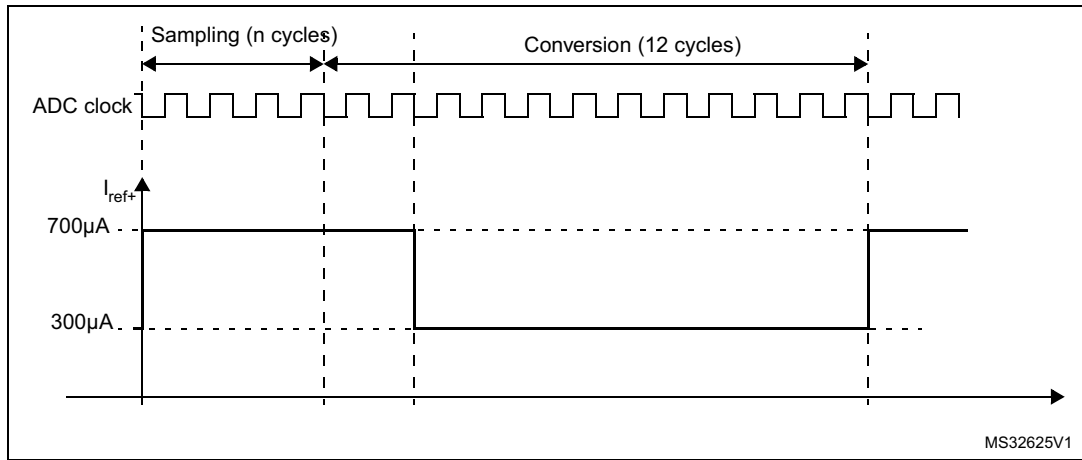 Sampling (n cycles)
Conversion (12 cycles)
ADC clock
Iref+
700µA
300µA
MS32625V1